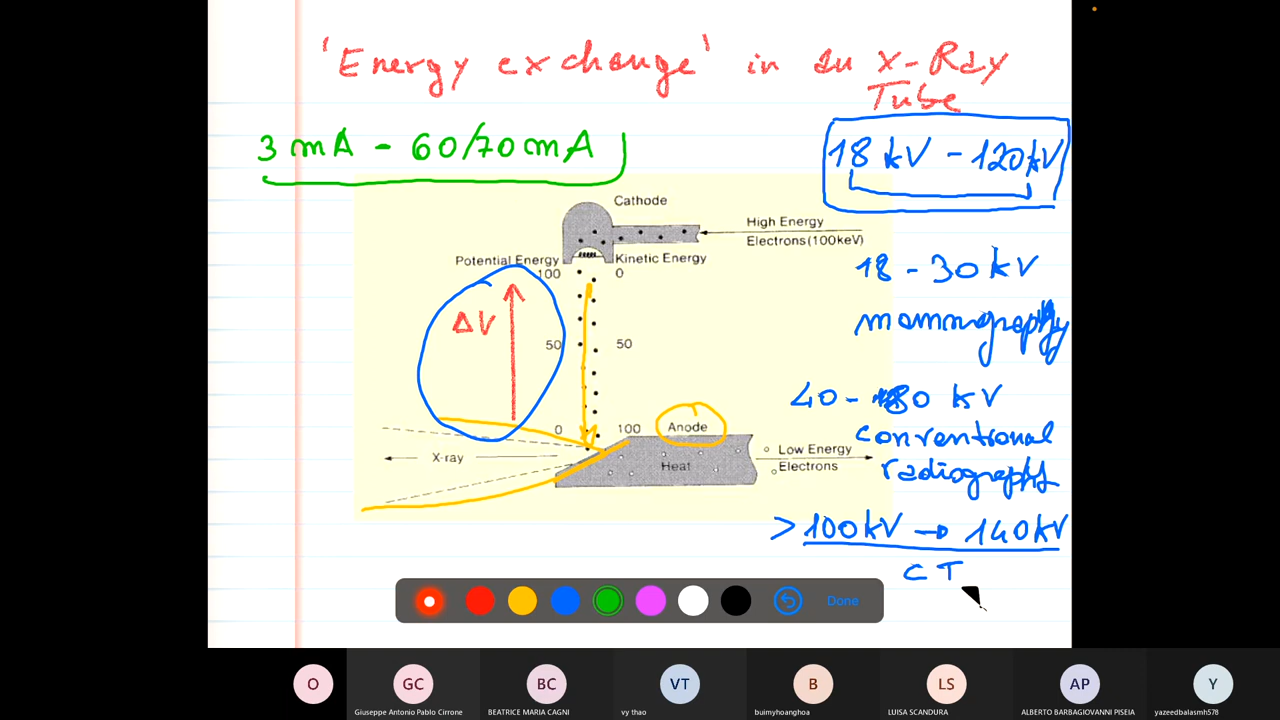 'Energy exchange' in an X-Ray
Tube
3 mA - 60/70 mA
18 kV - 120 kV
Cathode
High Energy
Electrons (100 keV)
Potential Energy
Kinetic Energy
100
0
18 - 30 kV
mammography
ΔV
50
50
40 - 80 kV
conventional
radiography
0
100
Anode
X-ray
Heat
Low Energy
Electrons
> 100 kV → 140 kV
CT
Done
O
GC
BC
VT
B
LS
AP
Y
Giuseppe Antonio Pablo Cirrone
BEATRICE MARIA CAGNI
vy thao
buimyhoanghoa
LUISA SCANDURA
ALBERTO BARBAGIOVANNI PISEIA
yazeedbalasmh578